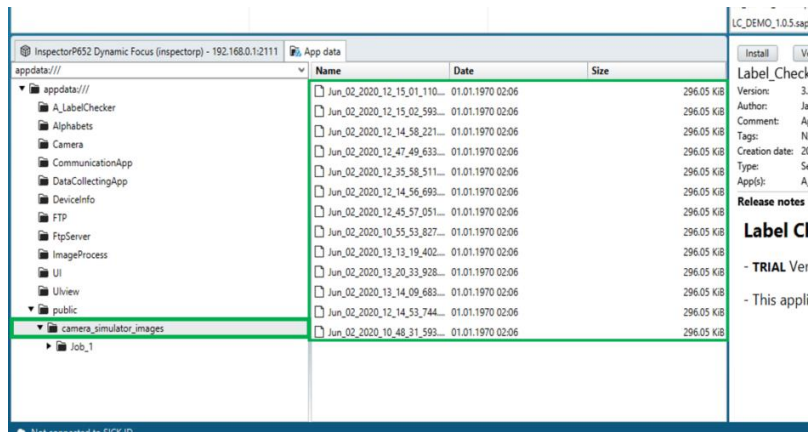 LC_DEMO_1.0.5.sap
InspectorP652 Dynamic Focus (inspectorp) - 192.168.0.1:2111
App data
Install
appdata:///
Name Date Size
Label_Check
appdata:///
A_LabelChecker
Alphabets
Camera
CommunicationApp
DataCollectingApp
DeviceInfo
FTP
FtpServer
ImageProcess
UI
UIview
public
camera_simulator_images
Job_1
Jun_02_2020_12_15_01_110... 01.01.1970 02:06 296.05 KiB
Jun_02_2020_12_15_02_593... 01.01.1970 02:06 296.05 KiB
Jun_02_2020_12_14_58_221... 01.01.1970 02:06 296.05 KiB
Jun_02_2020_12_47_49_633... 01.01.1970 02:06 296.05 KiB
Jun_02_2020_12_35_58_511... 01.01.1970 02:06 296.05 KiB
Jun_02_2020_12_14_56_693... 01.01.1970 02:06 296.05 KiB
Jun_02_2020_12_45_57_051... 01.01.1970 02:06 296.05 KiB
Jun_02_2020_10_55_53_827... 01.01.1970 02:06 296.05 KiB
Jun_02_2020_13_13_19_402... 01.01.1970 02:06 296.05 KiB
Jun_02_2020_13_20_33_928... 01.01.1970 02:06 296.05 KiB
Jun_02_2020_13_14_09_683... 01.01.1970 02:06 296.05 KiB
Jun_02_2020_12_14_53_744... 01.01.1970 02:06 296.05 KiB
Jun_02_2020_10_48_31_593... 01.01.1970 02:06 296.05 KiB
Version: 3.
Author: Ja
Comment: A
Tags: N
Creation date: 20
Type: Se
App(s): A_
Release notes
Label Cl
- TRIAL Ver
- This appli